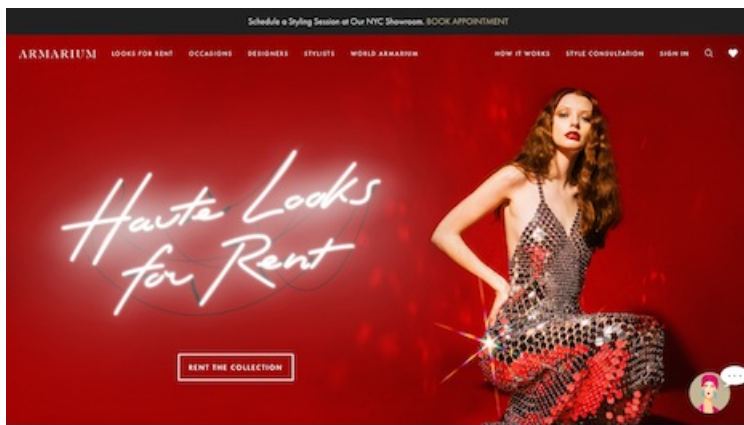 Schedule a Styling Session at Our NYC Showroom. BOOK APPOINTMENT
ARMARIUM LOOKS FOR RENT OCCASIONS DESIGNERS STYLISTS WORLD ARMARIUM HOW IT WORKS STYLE CONSULTATION SIGN IN
Haute Looks
for Rent
RENT THE COLLECTION